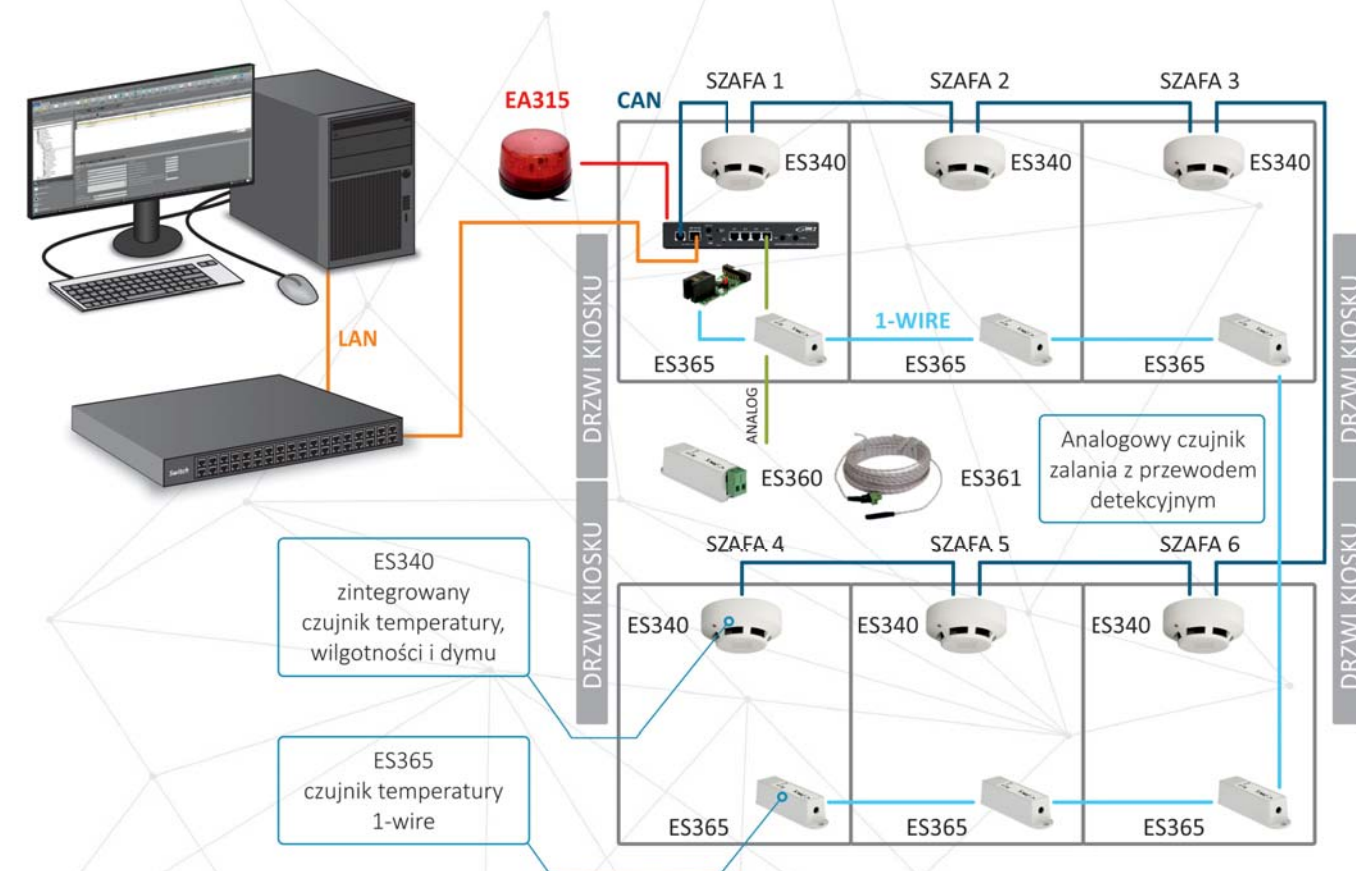 SZAFA 1
SZAFA 2
SZAFA 3
EA315
CAN
ES340
ES340
ES340
LAN
1-WIRE
ES365
ES365
ES365
DRZWI KIOSKU
DRZWI KIOSKU
ANALOG
ES360
ES361
Analogowy czujnik
zalania z przewodem
detekcyjnym
Switch
SZAFA 4
SZAFA 5
SZAFA 6
ES340
zintegrowany
czujnik temperatury,
wilgotności i dymu
ES340
ES340
ES340
DRZWI KIOSKU
DRZWI KIOSKU
ES365
czujnik temperatury
1-wire
ES365
ES365
ES365